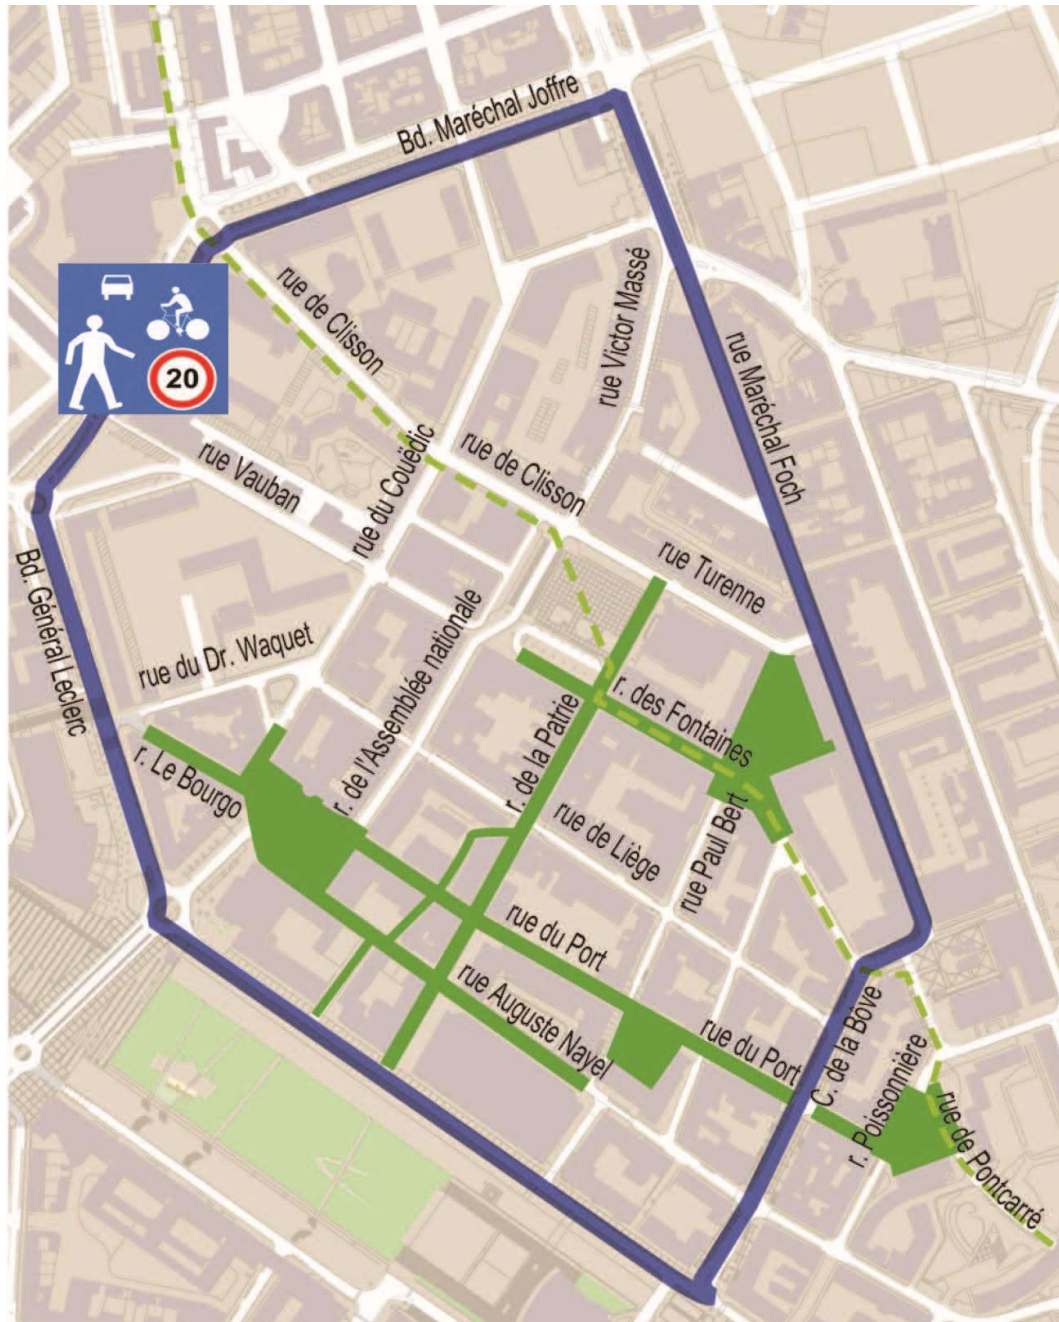 Bd. Maréchal Joffre
rue de Clisson
rue Victor Massé
20
rue Maréchal Foch
rue du Couëdic
rue de Clisson
rue Vauban
rue Turenne
Bd. Général Leclerc
rue du Dr. Waquet
r. de l'Assemblée nationale
r. des Fontaines
r. de la Patrie
r. Le Bourgo
rue de Liège
rue Paul Bert
rue du Port
rue Auguste Nayel
rue du Port
C. de la Bôve
r. Poissonnière
rue de Pontcarré